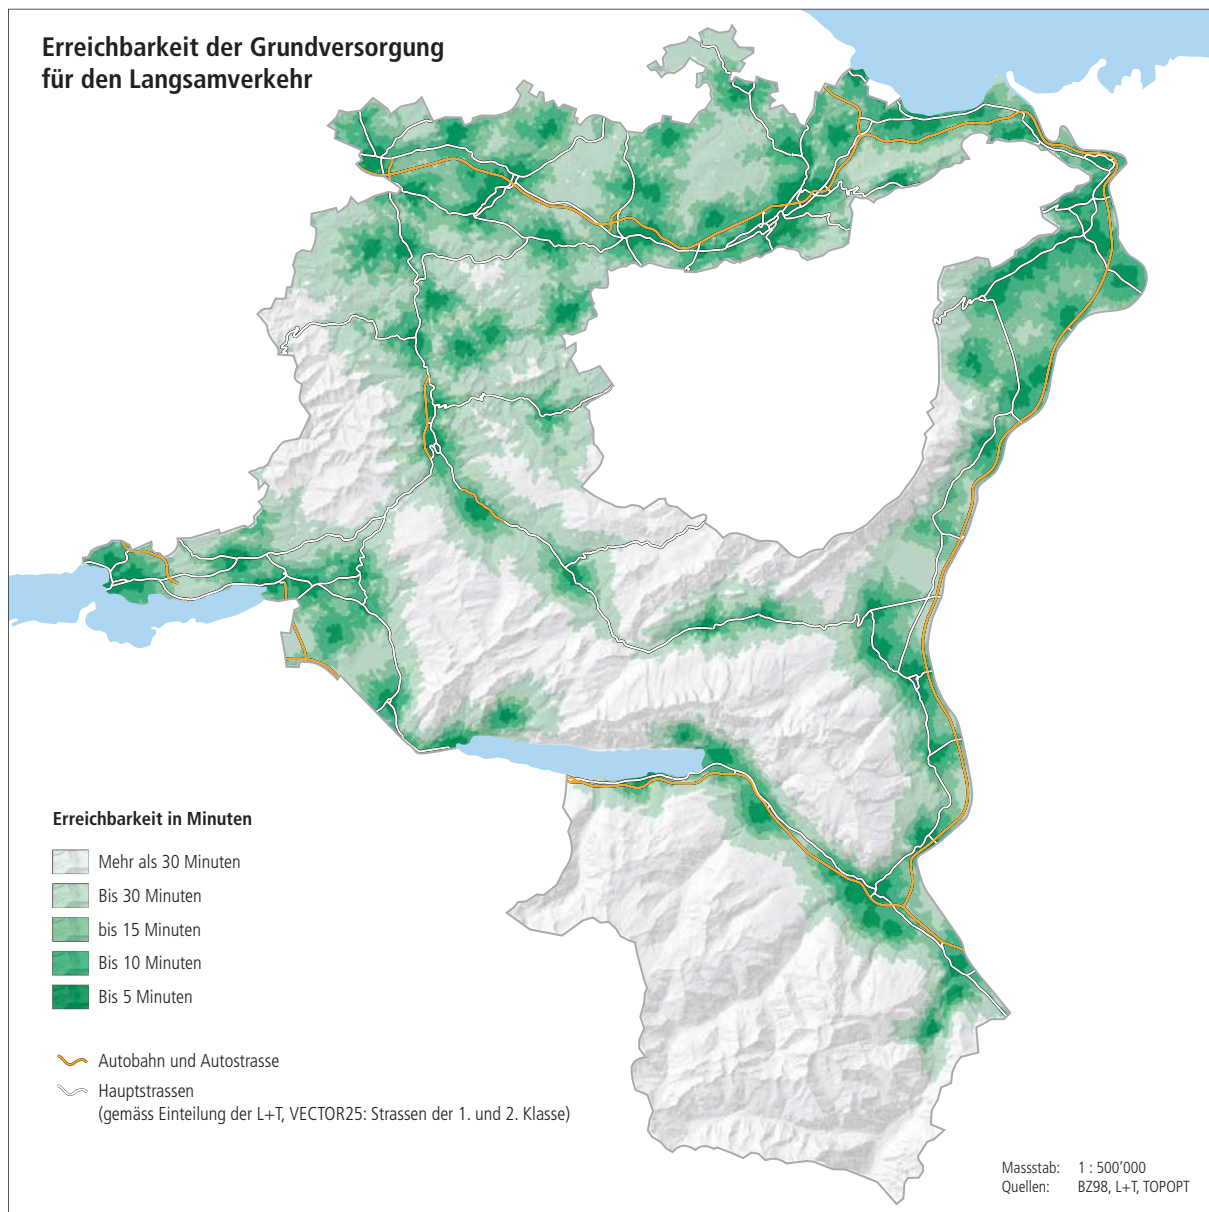 Erreichbarkeit der Grundversorgung
für den Langsamverkehr
Erreichbarkeit in Minuten
Mehr als 30 Minuten
Bis 30 Minuten
bis 15 Minuten
Bis 10 Minuten
Bis 5 Minuten
Autobahn und Autostrasse
Hauptstrassen
(gemäss Einteilung der L+T, VECTOR25: Strassen der 1. und 2. Klasse)
Massstab: 1 : 500’000
Quellen: BZ98, L+T, TOPOPT